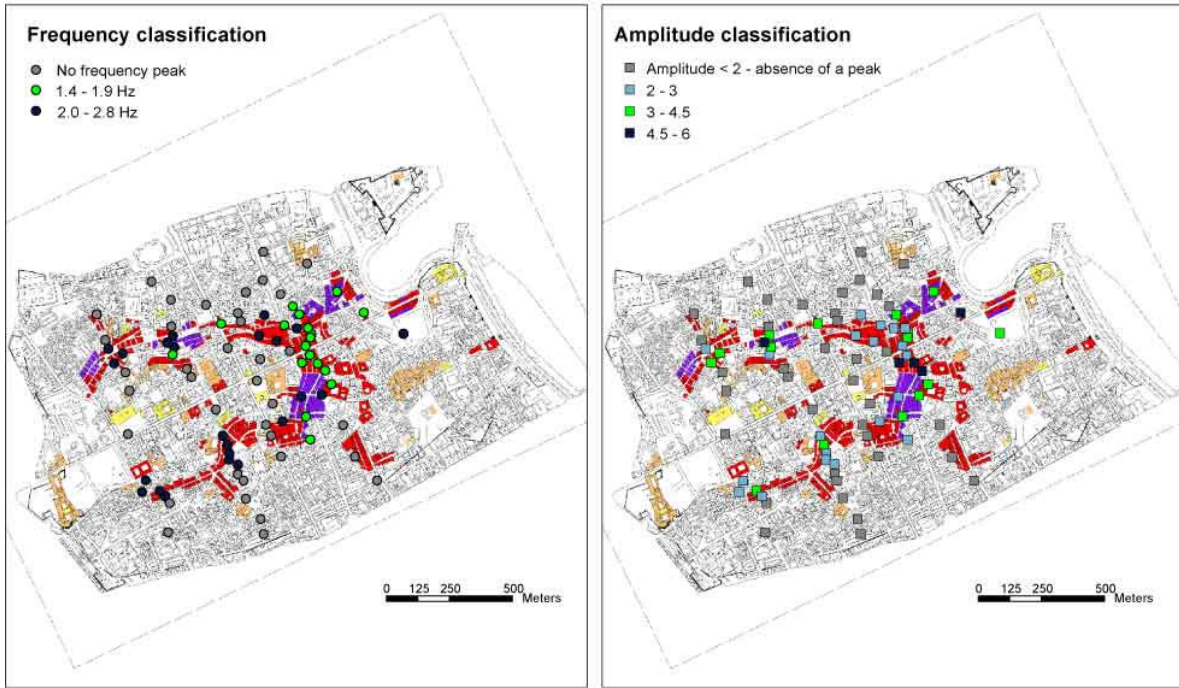 Frequency classification
No frequency peak
1.4 - 1.9 Hz
2.0 - 2.8 Hz
0 125 250 500
Meters
Amplitude classification
Amplitude < 2 - absence of a peak
2 - 3
3 - 4.5
4.5 - 6
0 125 250 500
Meters